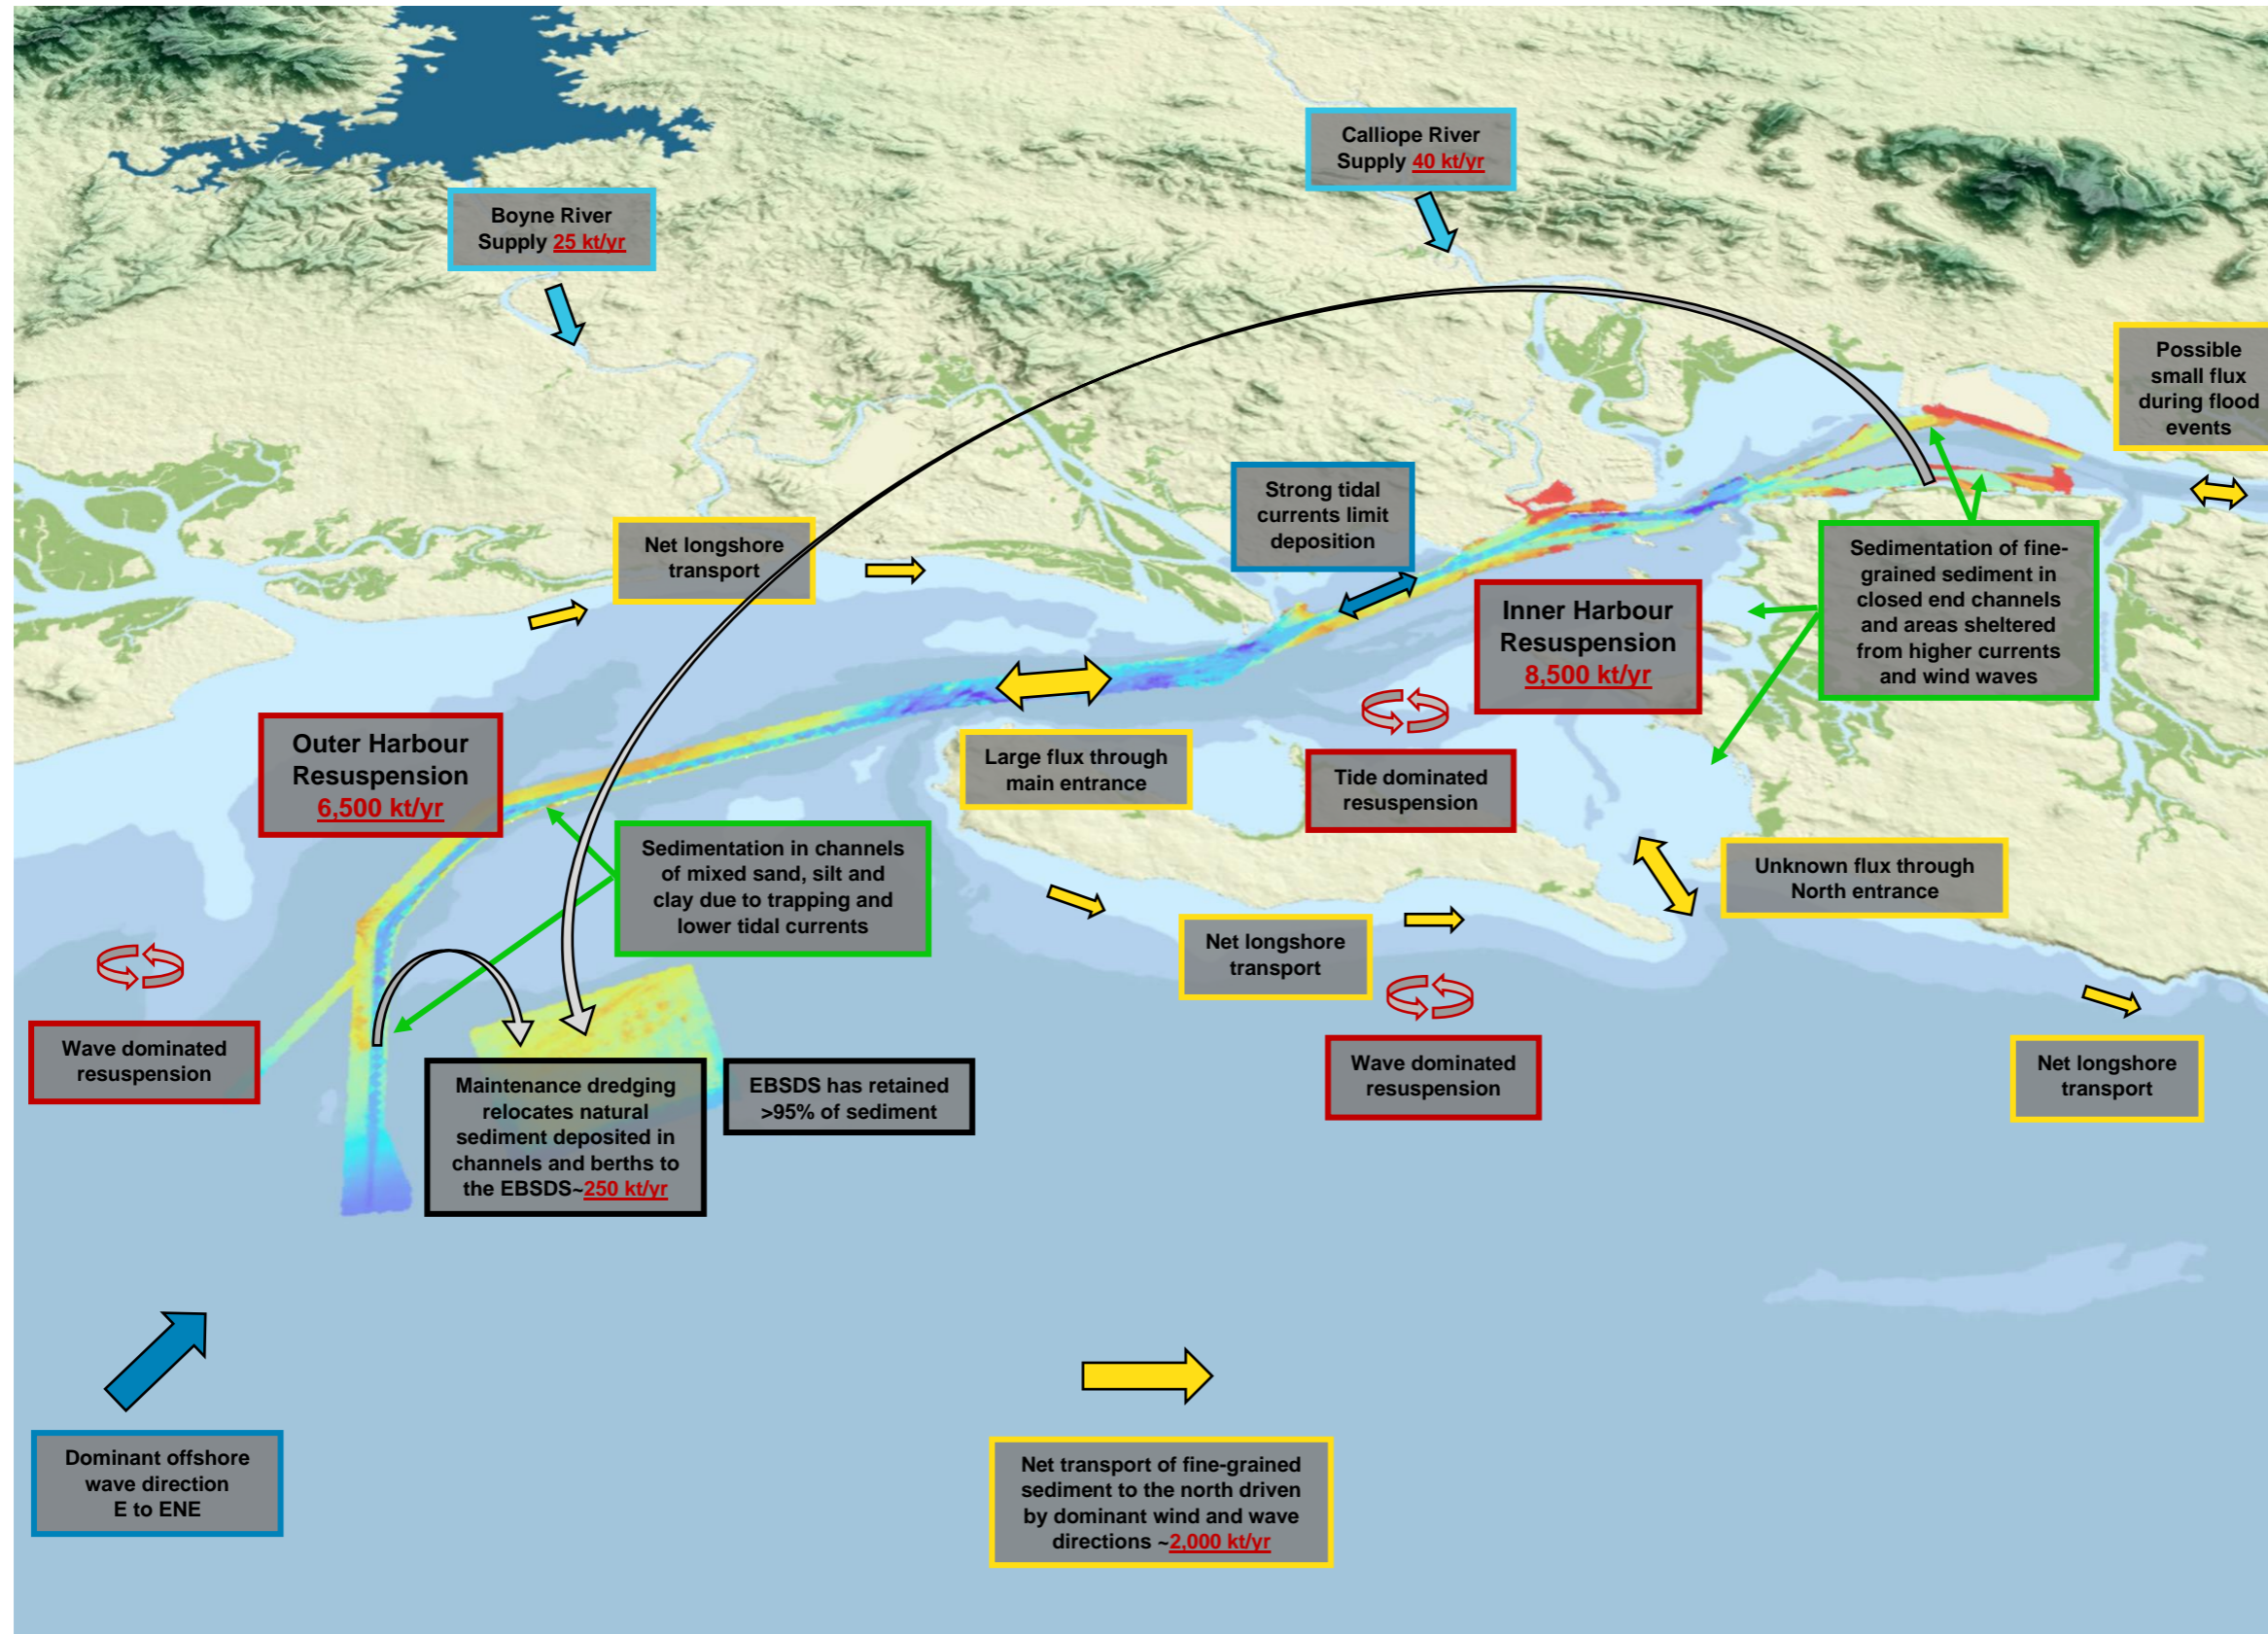 Calliope River
Supply 40 kt/yr
Boyne River
Supply 25 kt/yr
Possible
small flux
during flood
events
Strong tidal
currents limit
deposition
Net longshore
transport
Sedimentation of fine-
grained sediment in
closed end channels
and areas sheltered
from higher currents
and wind waves
Inner Harbour
Resuspension
8,500 kt/yr
Outer Harbour
Resuspension
6,500 kt/yr
Large flux through
main entrance
Tide dominated
resuspension
Sedimentation in channels
of mixed sand, silt and
clay due to trapping and
lower tidal currents
Unknown flux through
North entrance
Net longshore
transport
Wave dominated
resuspension
Maintenance dredging
relocates natural
sediment deposited in
channels and berths to
the EBSDS~250 kt/yr
EBSDS has retained
>95% of sediment
Wave dominated
resuspension
Net longshore
transport
Dominant offshore
wave direction
E to ENE
Net transport of fine-grained
sediment to the north driven
by dominant wind and wave
directions ~2,000 kt/yr